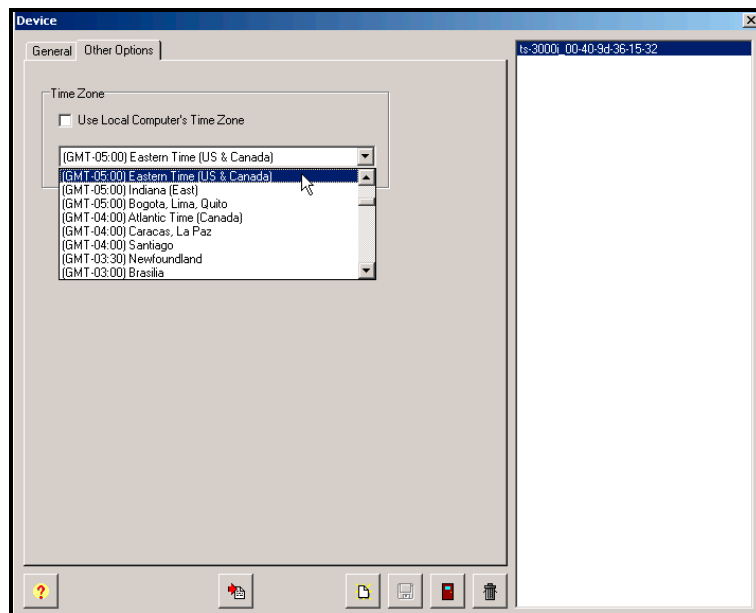 Device
General
Other Options
ts-3000i_00-40-9d-36-15-32
Time Zone
Use Local Computer's Time Zone
(GMT-05:00) Eastern Time (US & Canada)
(GMT-05:00) Eastern Time (US & Canada)
(GMT-05:00) Indiana (East)
(GMT-05:00) Bogota, Lima, Quito
(GMT-04:00) Atlantic Time (Canada)
(GMT-04:00) Caracas, La Paz
(GMT-04:00) Santiago
(GMT-03:30) Newfoundland
(GMT-03:00) Brasilia
?